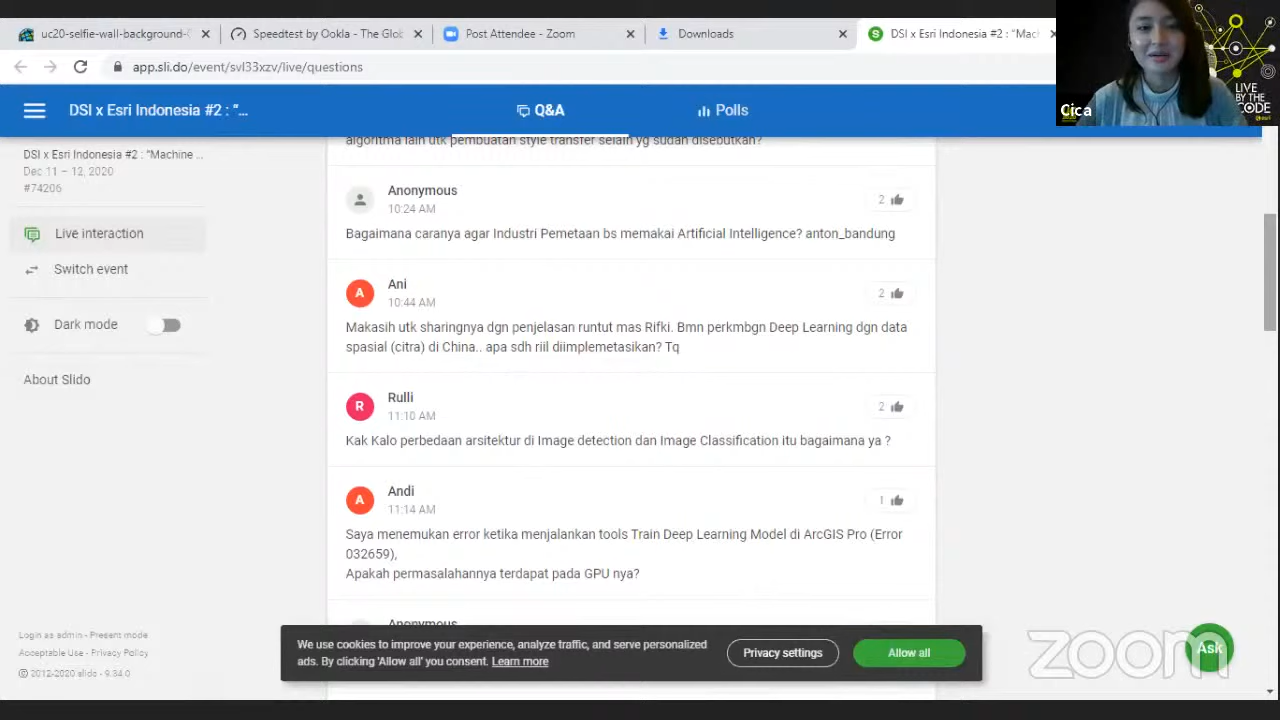 uc20-selfie-wall-background-
Speedtest by Ookla - The Glo
Post Attendee - Zoom
Downloads
DSI x Esri Indonesia #2 : "Mac
app.sli.do/event/svl33xzv/live/questions
Cica
LIVE
BY THE
CODE
DSI x Esri Indonesia #2 : "...
Q&A
Polls
DSI x Esri Indonesia #2 : "Machine ...
Dec 11 – 12, 2020
#74206
Live interaction
Switch event
Dark mode
About Slido
algoritma lain utk pembuatan style transfer selain yg sudah disebutkan?
Anonymous
10:24 AM
2
Bagaimana caranya agar Industri Pemetaan bs memakai Artificial Intelligence? anton_bandung
A
Ani
10:44 AM
2
Makasih utk sharingnya dgn penjelasan runtut mas Rifki. Bmn perkmbgn Deep Learning dgn data
spasial (citra) di China.. apa sdh riil diimplemetasikan? Tq
R
Rulli
11:10 AM
2
Kak Kalo perbedaan arsitektur di Image detection dan Image Classification itu bagaimana ya ?
A
Andi
11:14 AM
1
Saya menemukan error ketika menjalankan tools Train Deep Learning Model di ArcGIS Pro (Error
032659),
Apakah permasalahannya terdapat pada GPU nya?
Anonymous
Login as admin - Present mode
Acceptable Use - Privacy Policy
© 2012-2020 slido - 9.34.0
We use cookies to improve your experience, analyze traffic, and serve personalized
ads. By clicking 'Allow all' you consent. Learn more
Privacy settings
Allow all
zoom
Ask